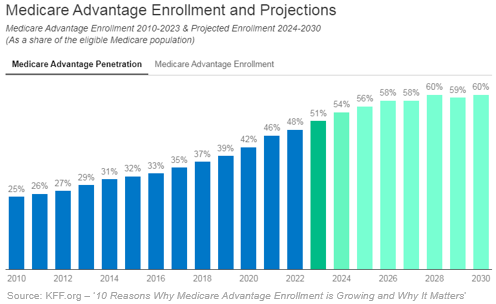 Medicare Advantage Enrollment and Projections
Medicare Advantage Enrollment 2010-2023 & Projected Enrollment 2024-2030
(As a share of the eligible Medicare population)
Medicare Advantage Penetration Medicare Advantage Enrollment
25% 26% 27% 29% 31% 32% 33% 35% 37% 39% 42% 46% 48% 51% 54% 56% 58% 58% 60% 59% 60%
2010 2012 2014 2016 2018 2020 2022 2024 2026 2028 2030
Source: KFF.org – '10 Reasons Why Medicare Advantage Enrollment is Growing and Why It Matters'